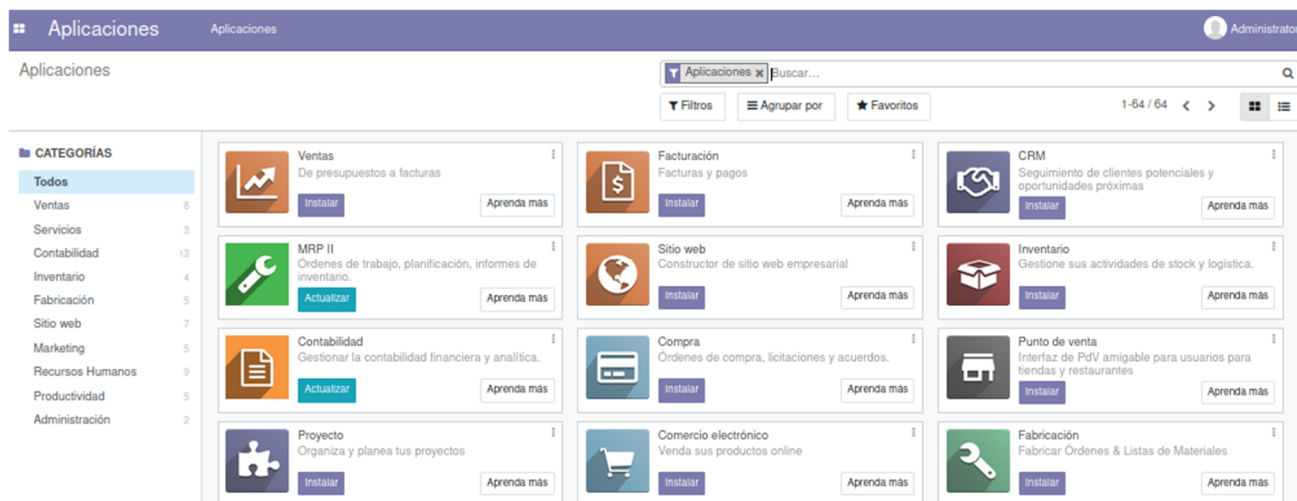 Aplicaciones Aplicaciones Administrator
Aplicaciones
Aplicaciones × Buscar...
Filtros Agrupar por Favoritos 1-64 / 64
CATEGORÍAS
Todos
Ventas 8
Servicios 3
Contabilidad 13
Inventario 4
Fabricación 5
Sitio web 7
Marketing 5
Recursos Humanos 9
Productividad 5
Administración 2
Ventas
De presupuestos a facturas
Instalar Aprenda más
Facturación
Facturas y pagos
Instalar Aprenda más
CRM
Seguimiento de clientes potenciales y
oportunidades próximas
Instalar Aprenda más
MRP II
Órdenes de trabajo, planificación, informes de
inventario.
Actualizar Aprenda más
Sitio web
Constructor de sitio web empresarial
Instalar Aprenda más
Inventario
Gestione sus actividades de stock y logística.
Instalar Aprenda más
Contabilidad
Gestionar la contabilidad financiera y analítica.
Actualizar Aprenda más
Compra
Órdenes de compra, licitaciones y acuerdos.
Instalar Aprenda más
Punto de venta
Interfaz de PdV amigable para usuarios para
tiendas y restaurantes
Instalar Aprenda más
Proyecto
Organiza y planea tus proyectos
Instalar Aprenda más
Comercio electrónico
Venda sus productos online
Instalar Aprenda más
Fabricación
Fabricar Órdenes & Listas de Materiales
Instalar Aprenda más